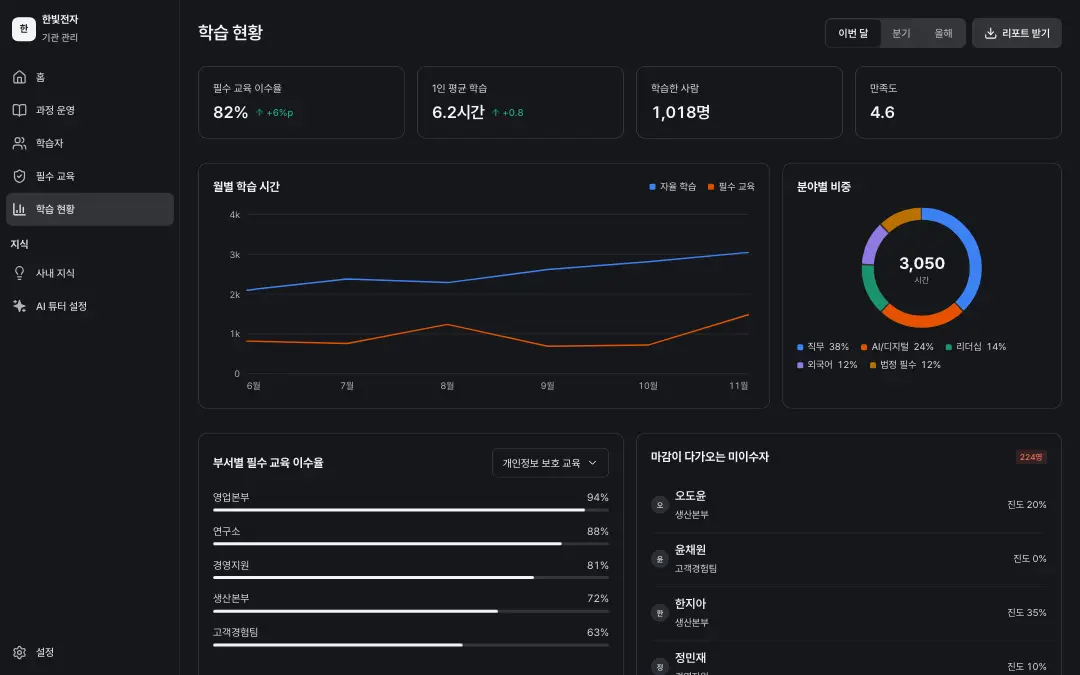 한
한빛전자
기관 관리
홈
과정 운영
학습자
필수 교육
학습 현황
지식
사내 지식
AI 튜터 설정
설정
학습 현황
이번 달
분기
올해
리포트 받기
필수 교육 이수율
82% ↑ +6%p
1인 평균 학습
6.2시간 ↑ +0.8
학습한 사람
1,018명
만족도
4.6
월별 학습 시간
자율 학습 필수 교육
4k
3k
2k
1k
0
6월 7월 8월 9월 10월 11월
분야별 비중
3,050
시간
직무 38% AI/디지털 24% 리더십 14%
외국어 12% 법정 필수 12%
부서별 필수 교육 이수율
개인정보 보호 교육
영업본부 94%
연구소 88%
경영지원 81%
생산본부 72%
고객경험팀 63%
마감이 다가오는 미이수자
224명
오
오도윤
생산본부
진도 20%
윤
윤채원
고객경험팀
진도 0%
한
한지아
생산본부
진도 35%
정
정민재
진도 10%